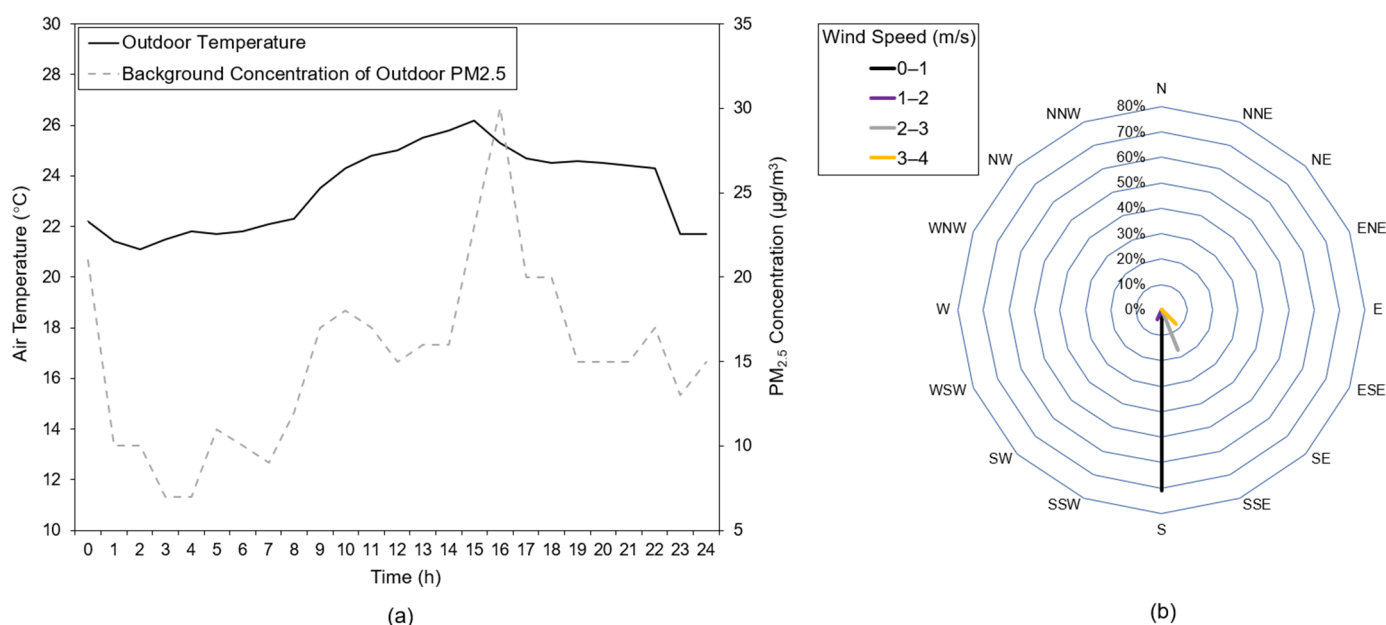 30
28
26
24
22
20
18
16
14
12
10
Air Temperature (°C)
Outdoor Temperature
Background Concentration of Outdoor PM2.5
35
30
25
20
15
10
5
PM2.5 Concentration (µg/m³)
0 1 2 3 4 5 6 7 8 9 10 11 12 13 14 15 16 17 18 19 20 21 22 23 24
Time (h)
(a)
Wind Speed (m/s)
0–1
1–2
2–3
3–4
N
NNE
NE
ENE
E
ESE
SE
SSE
S
SSW
SW
WSW
W
WNW
NW
NNW
80%
70%
60%
50%
40%
30%
20%
10%
0%
(b)